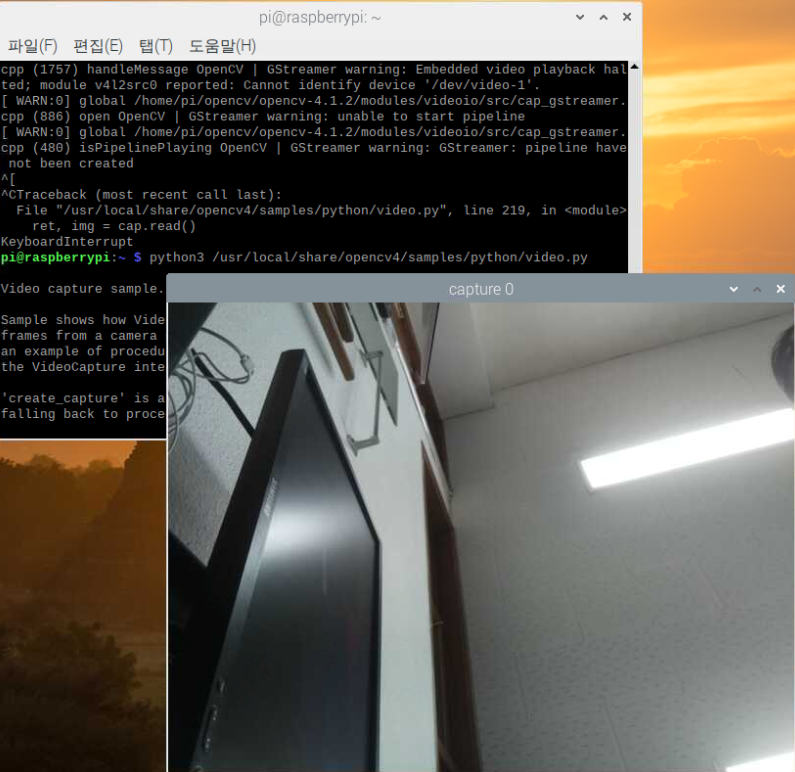 pi@raspberrypi: ~
파일(F) 편집(E) 탭(T) 도움말(H)
cpp (1757) handleMessage OpenCV | GStreamer warning: Embedded video playback hal
ted; module v4l2src0 reported: Cannot identify device '/dev/video-1'.
[ WARN:0] global /home/pi/opencv/opencv-4.1.2/modules/videoio/src/cap_gstreamer.
cpp (886) open OpenCV | GStreamer warning: unable to start pipeline
[ WARN:0] global /home/pi/opencv/opencv-4.1.2/modules/videoio/src/cap_gstreamer.
cpp (480) isPipelinePlaying OpenCV | GStreamer warning: GStreamer: pipeline have
not been created
^[
^CTraceback (most recent call last):
File "/usr/local/share/opencv4/samples/python/video.py", line 219, in <module>
ret, img = cap.read()
KeyboardInterrupt
pi@raspberrypi:~ $ python3 /usr/local/share/opencv4/samples/python/video.py
Video capture sample.
Sample shows how Vide
frames from a camera
an example of procedu
the VideoCapture inte
'create_capture' is a
falling back to proce
capture 0